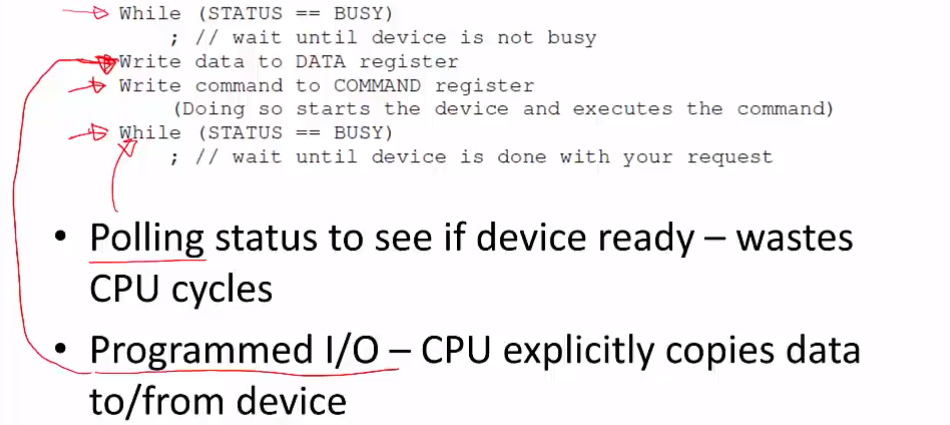 While (STATUS == BUSY)
; // wait until device is not busy
Write data to DATA register
Write command to COMMAND register
(Doing so starts the device and executes the command)
While (STATUS == BUSY)
; // wait until device is done with your request
• Polling status to see if device ready – wastes
CPU cycles
• Programmed I/O – CPU explicitly copies data
to/from device